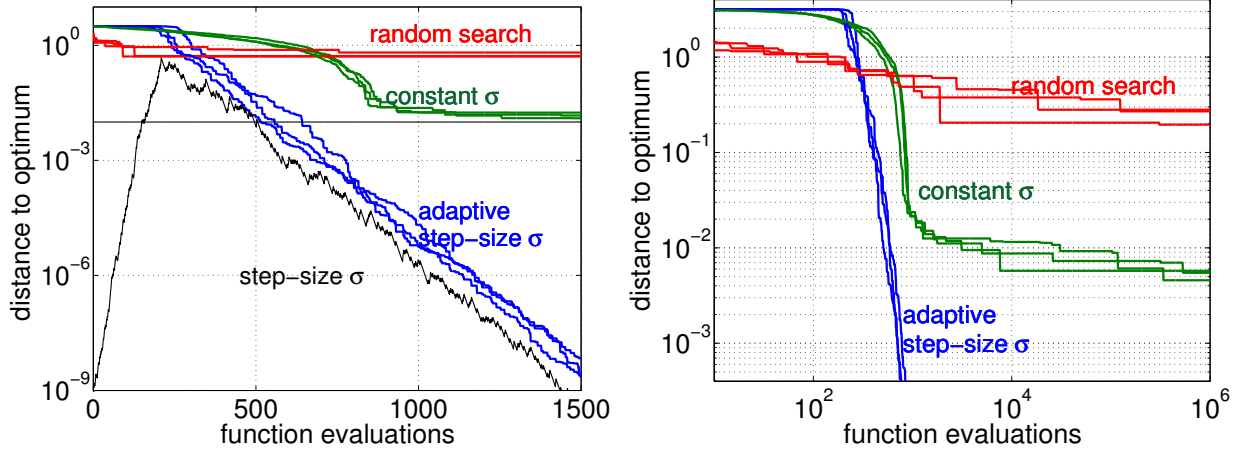 distance to optimum
10^0
10^−3
10^−6
10^−9
random search
constant σ
adaptive
step−size σ
step−size σ
0
500
1000
1500
function evaluations
distance to optimum
10^0
10^−1
10^−2
10^−3
random search
constant σ
adaptive
step−size σ
10^2
10^4
10^6
function evaluations